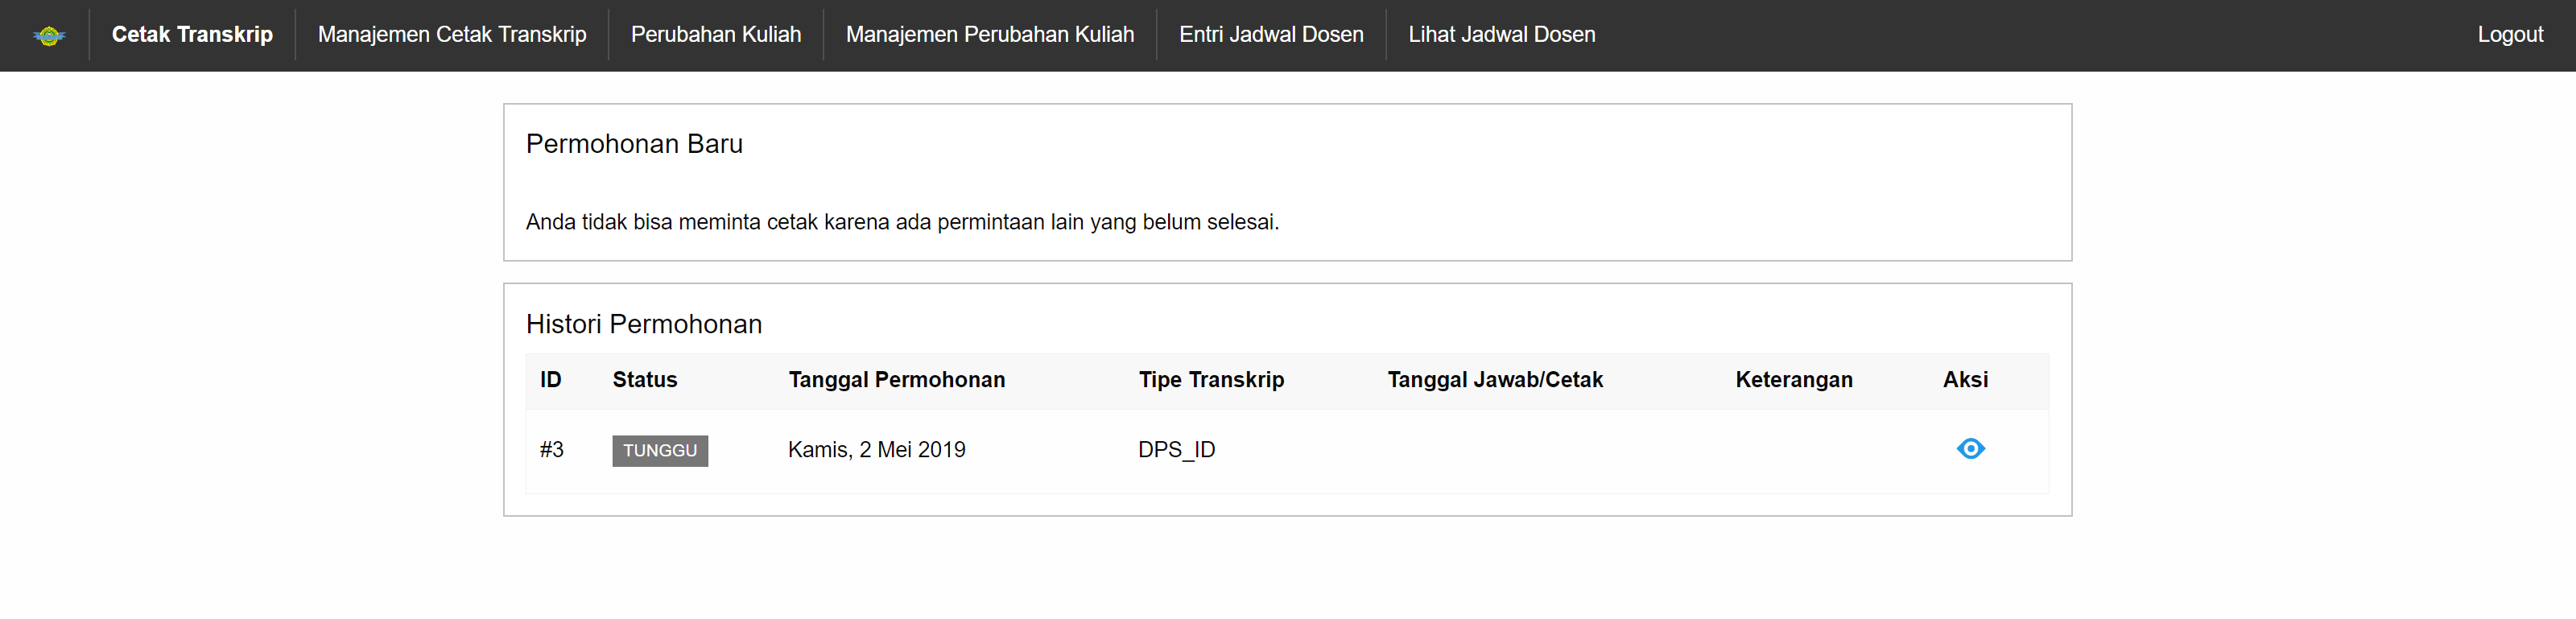 Cetak Transkrip Manajemen Cetak Transkrip Perubahan Kuliah Manajemen Perubahan Kuliah Entri Jadwal Dosen Lihat Jadwal Dosen Logout
Permohonan Baru
Anda tidak bisa meminta cetak karena ada permintaan lain yang belum selesai.
Histori Permohonan
ID Status Tanggal Permohonan Tipe Transkrip Tanggal Jawab/Cetak Keterangan Aksi
#3 TUNGGU Kamis, 2 Mei 2019 DPS_ID